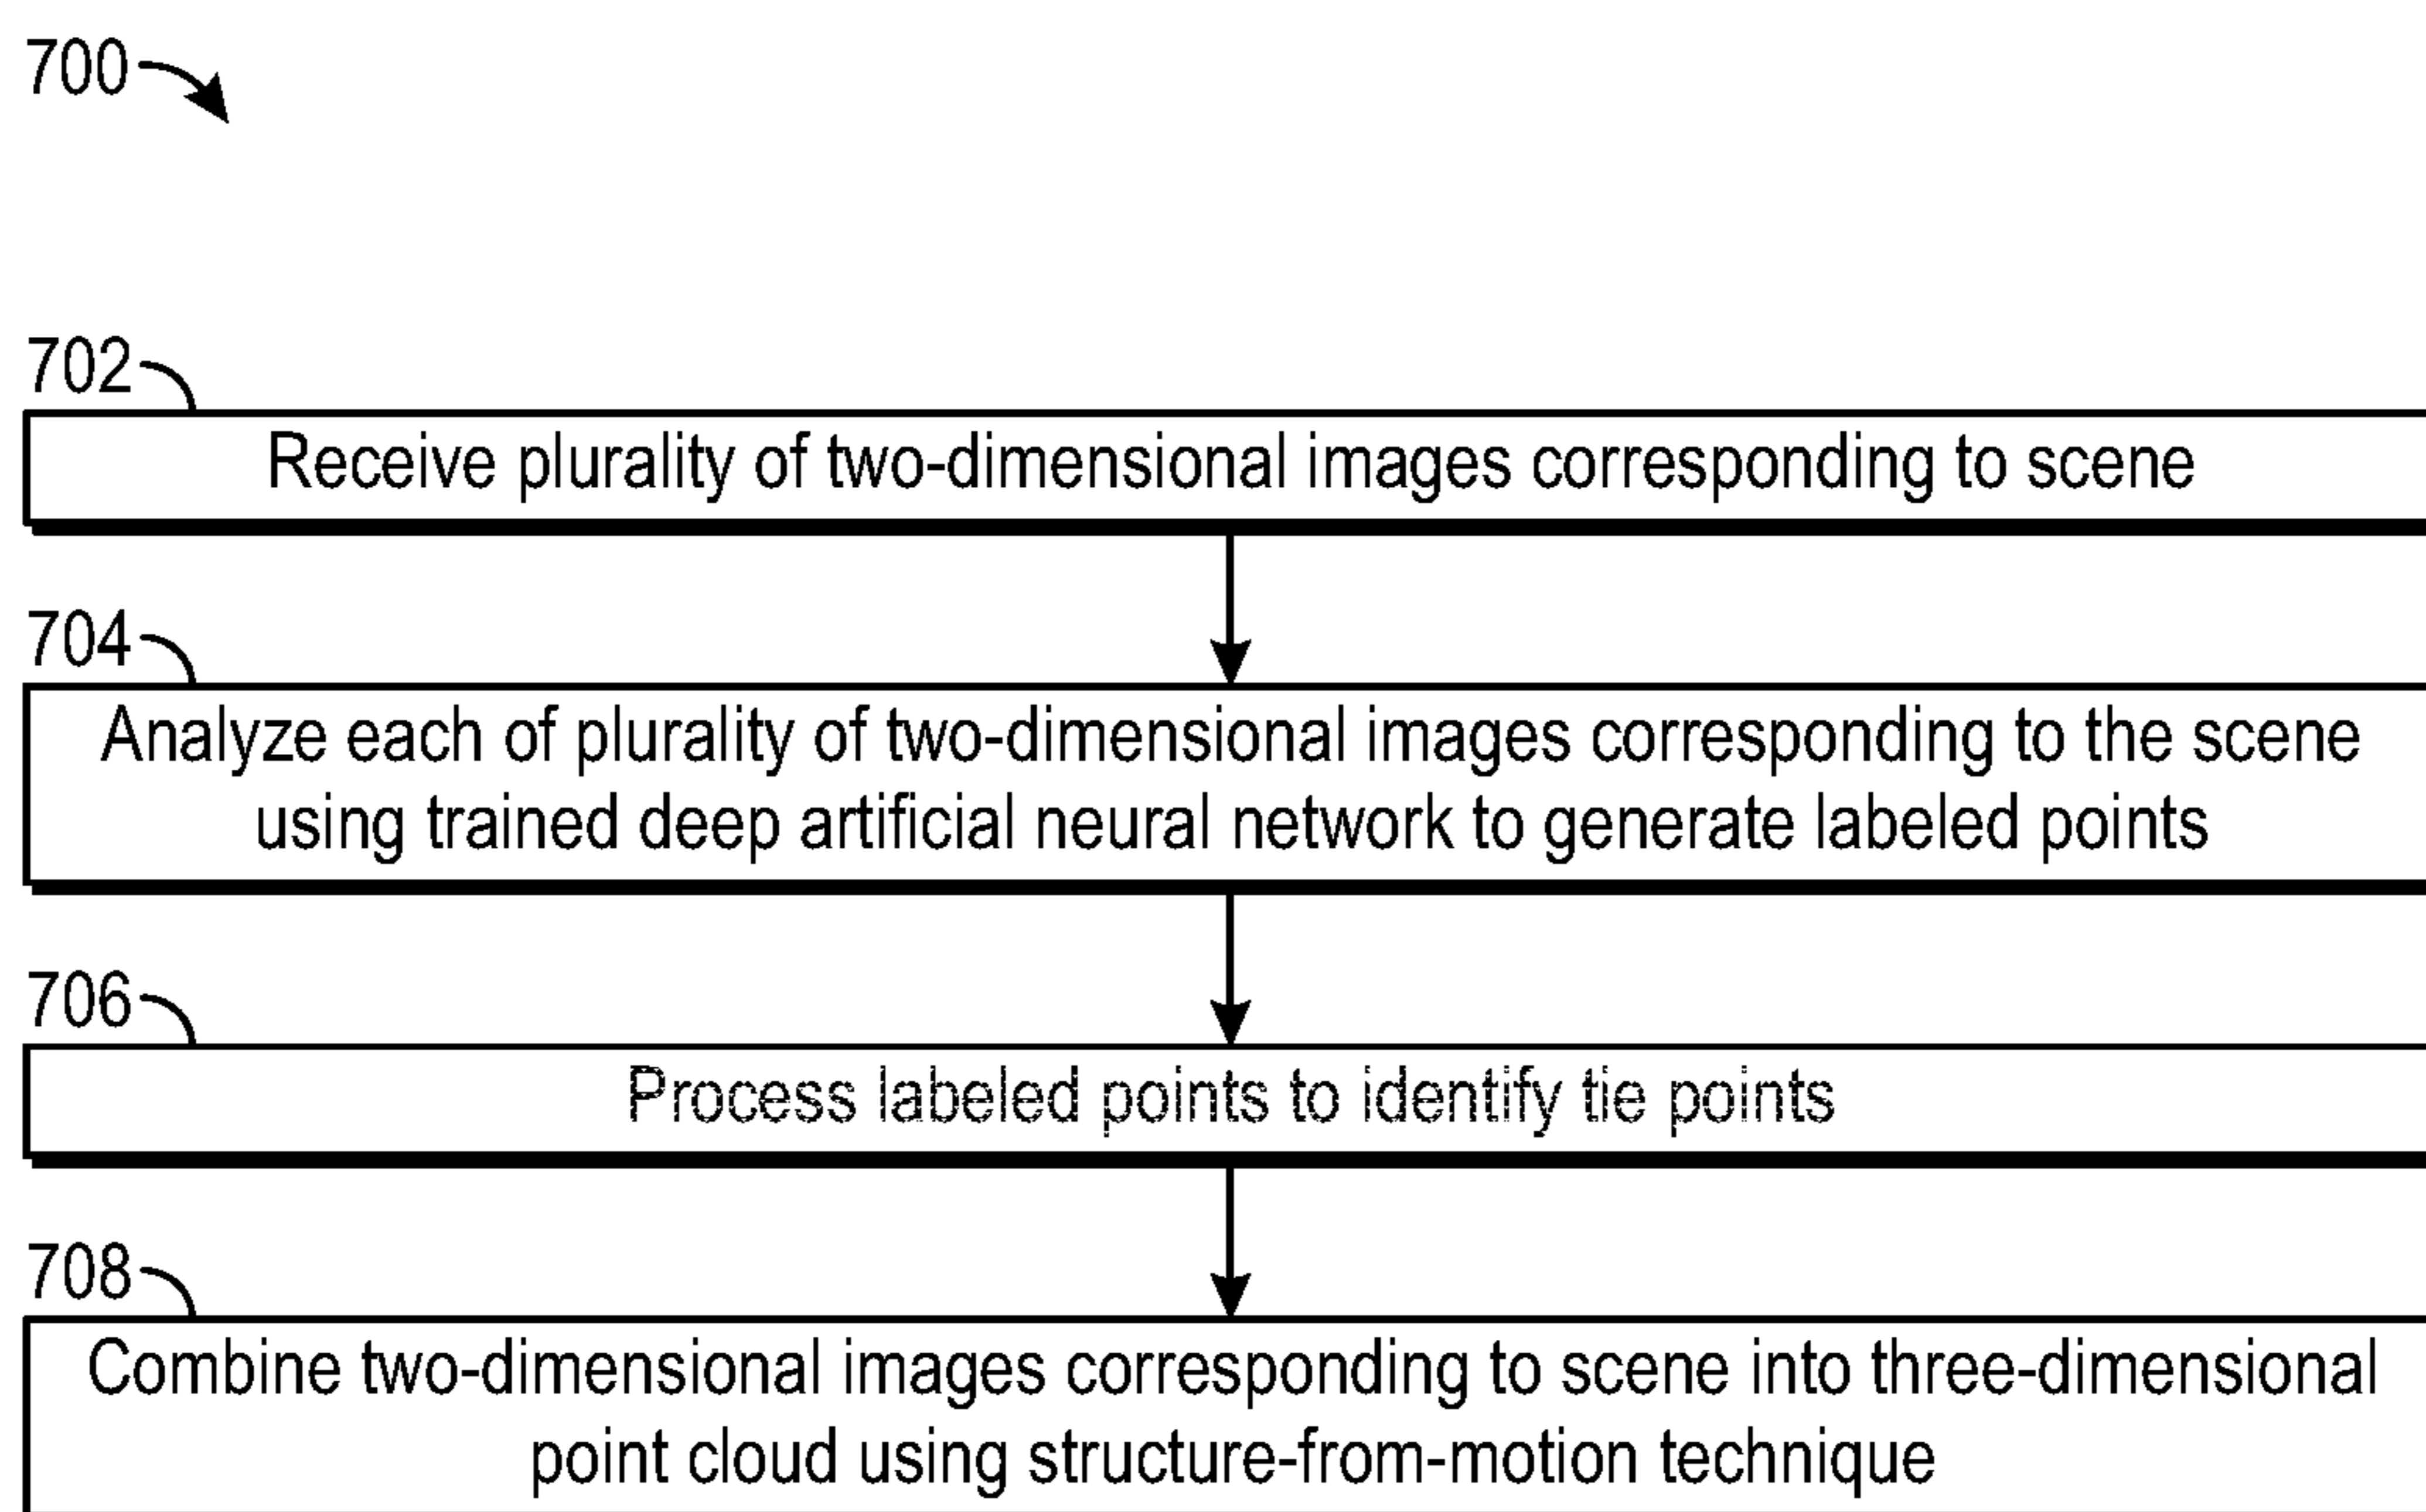 700
702
Receive plurality of two-dimensional images corresponding to scene
704
Analyze each of plurality of two-dimensional images corresponding to the scene
using trained deep artificial neural network to generate labeled points
706
Process labeled points to identify tie points
708
Combine two-dimensional images corresponding to scene into three-dimensional
point cloud using structure-from-motion technique